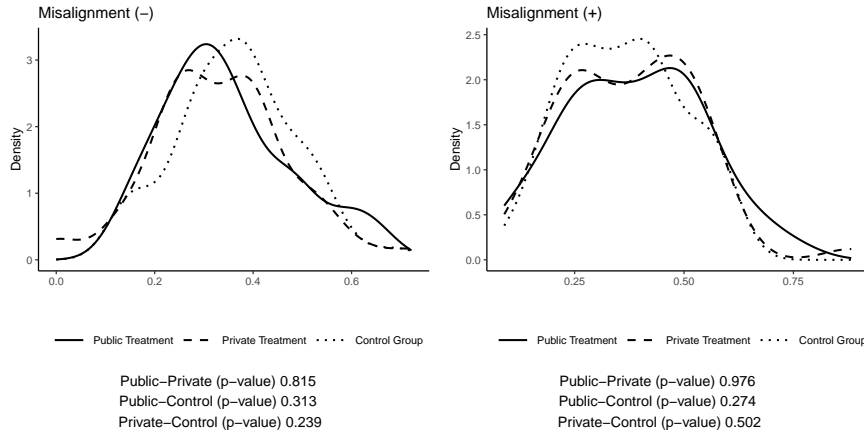 Misalignment (−)
Density
3
2
1
0
0.0 0.2 0.4 0.6
Public Treatment Private Treatment Control Group
Public−Private (p−value) 0.815
Public−Control (p−value) 0.313
Private−Control (p−value) 0.239
Misalignment (+)
Density
2.5
2.0
1.5
1.0
0.5
0.0
0.25 0.50 0.75
Public Treatment Private Treatment Control Group
Public−Private (p−value) 0.976
Public−Control (p−value) 0.274
Private−Control (p−value) 0.502